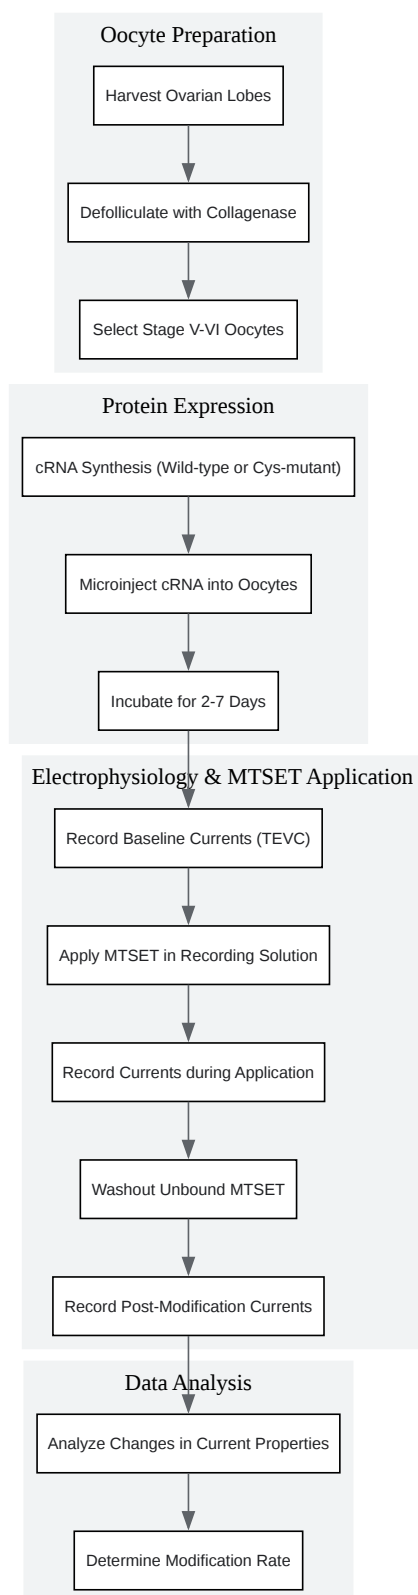 Oocyte Preparation
Harvest Ovarian Lobes
Defolliculate with Collagenase
Select Stage V-VI Oocytes
Protein Expression
cRNA Synthesis (Wild-type or Cys-mutant)
Microinject cRNA into Oocytes
Incubate for 2-7 Days
Electrophysiology & MTSET Application
Record Baseline Currents (TEVC)
Apply MTSET in Recording Solution
Record Currents during Application
Washout Unbound MTSET
Record Post-Modification Currents
Data Analysis
Analyze Changes in Current Properties
Determine Modification Rate